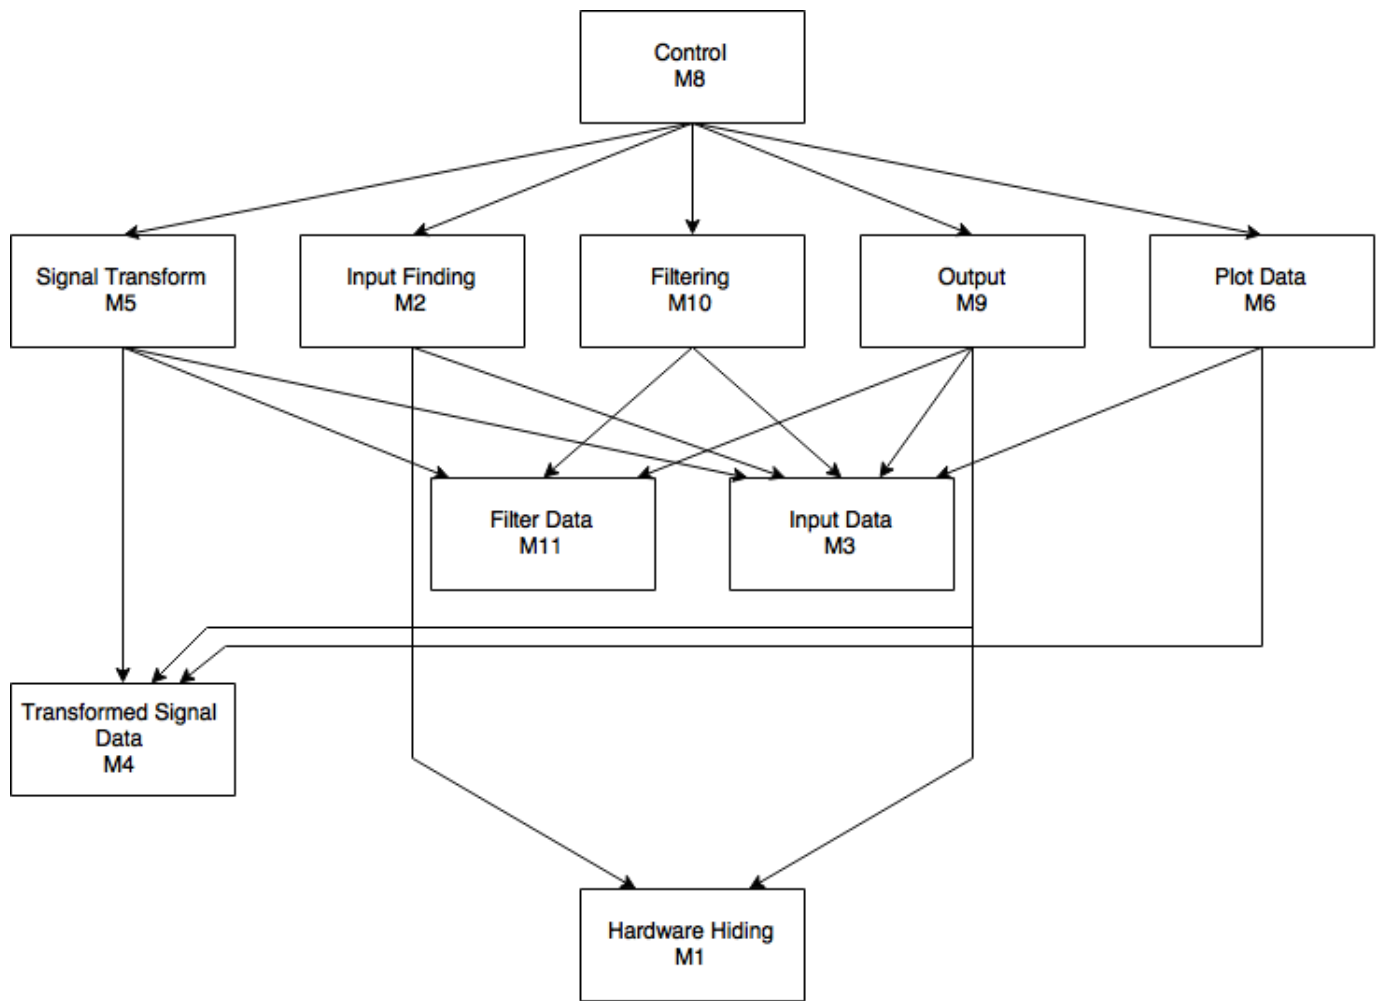 Control
M8
Signal Transform
M5
Input Finding
M2
Filtering
M10
Output
M9
Plot Data
M6
Filter Data
M11
Input Data
M3
Transformed Signal
Data
M4
Hardware Hiding
M1